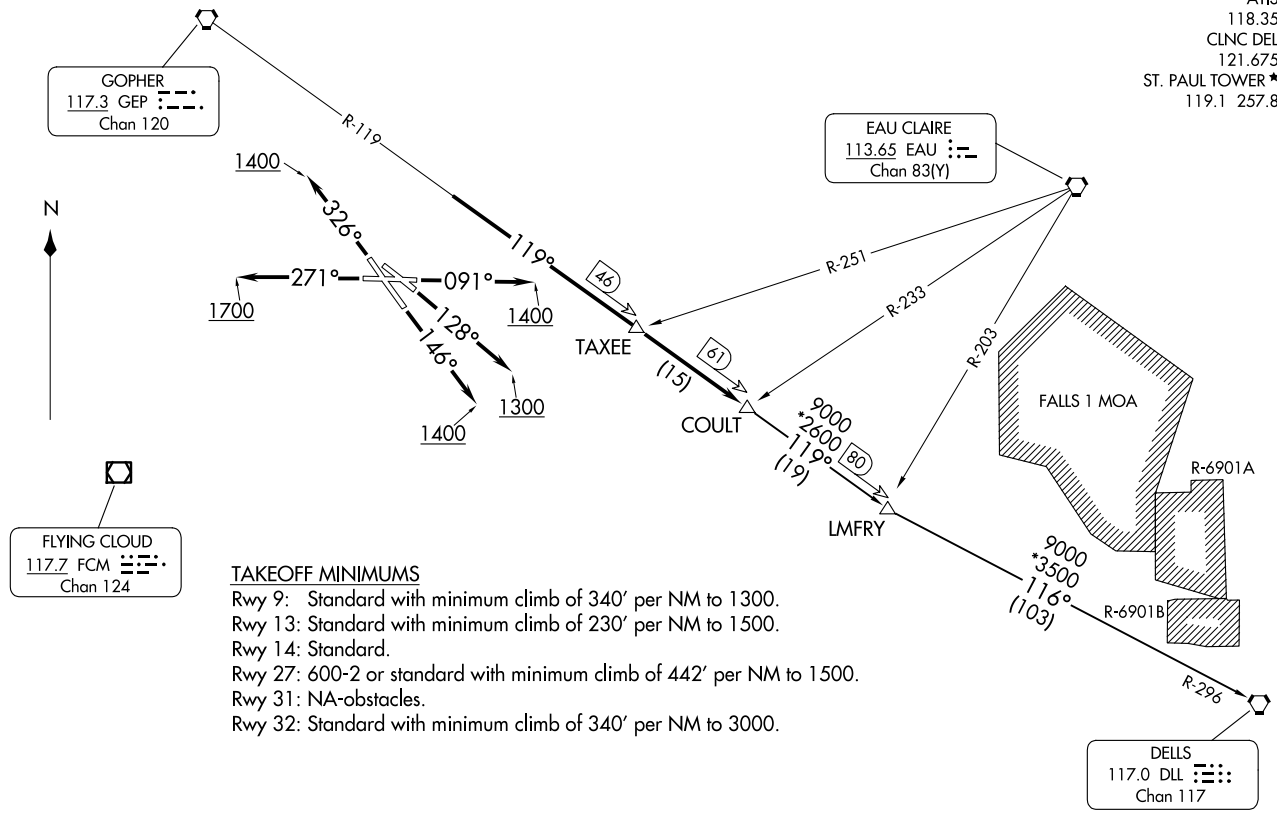 118.35
CLNC DEL
121.675
ST. PAUL TOWER ★
119.1 257.8
GOPHER
117.3 GEP
Chan 120
R-119
EAU CLAIRE
113.65 EAU
Chan 83(Y)
1400
326°
N
119°
R-251
46
271°
091°
1700
1400
128°
146°
TAXEE
R-233
R-203
61
(15)
1300
1400
COULT
FALLS 1 MOA
9000
*2600
119°
(19)
80
R-6901A
LMFRY
FLYING CLOUD
117.7 FCM
Chan 124
9000
*3500
116°
(103)
R-6901B
R-296
TAKEOFF MINIMUMS
Rwy 9: Standard with minimum climb of 340' per NM to 1300.
Rwy 13: Standard with minimum climb of 230' per NM to 1500.
Rwy 14: Standard.
Rwy 27: 600-2 or standard with minimum climb of 442' per NM to 1500.
Rwy 31: NA-obstacles.
Rwy 32: Standard with minimum climb of 340' per NM to 3000.
DELLS
117.0 DLL
Chan 117